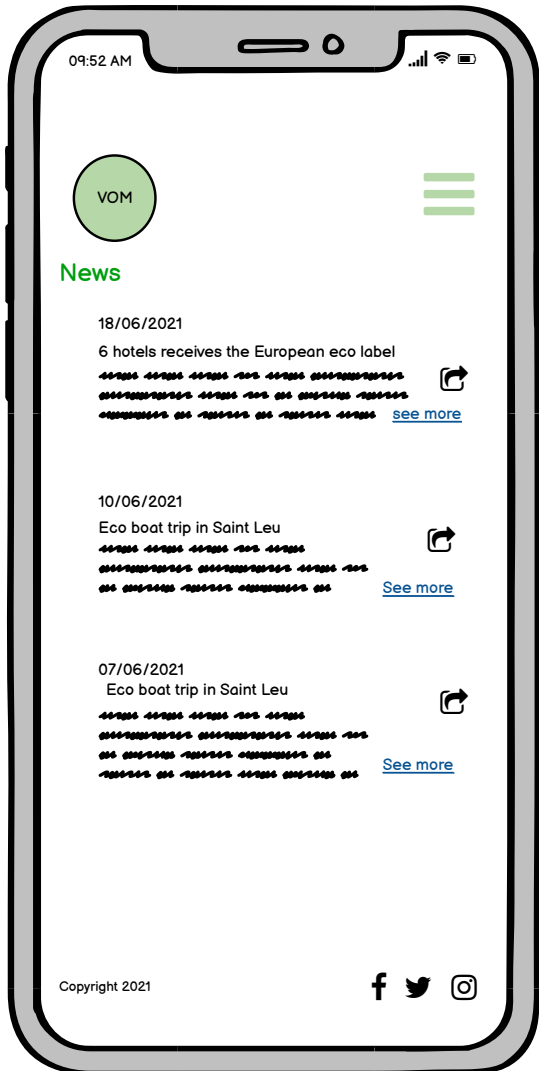 09:52 AM
VOM
News
18/06/2021
6 hotels receives the European eco label
see more
10/06/2021
Eco boat trip in Saint Leu
See more
07/06/2021
Eco boat trip in Saint Leu
See more
Copyright 2021